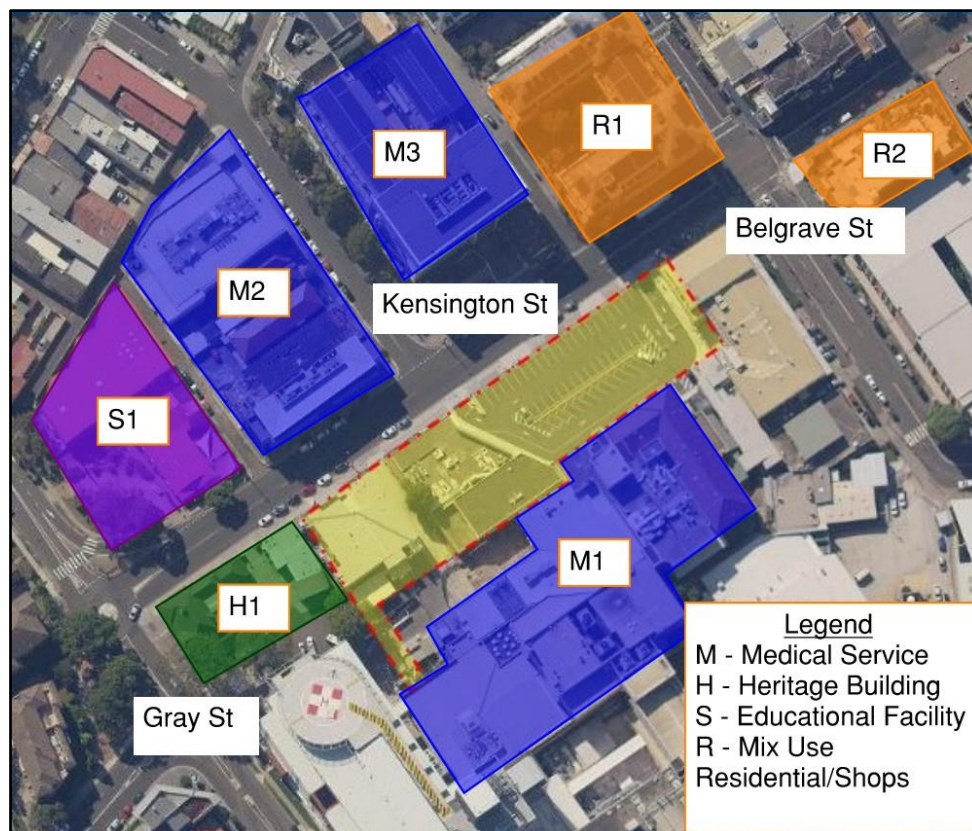 R1
M3
R2
Belgrave St
M2
Kensington St
S1
M1
H1
Gray St
H
Legend
M - Medical Service
H - Heritage Building
S - Educational Facility
R - Mix Use
Residential/Shops